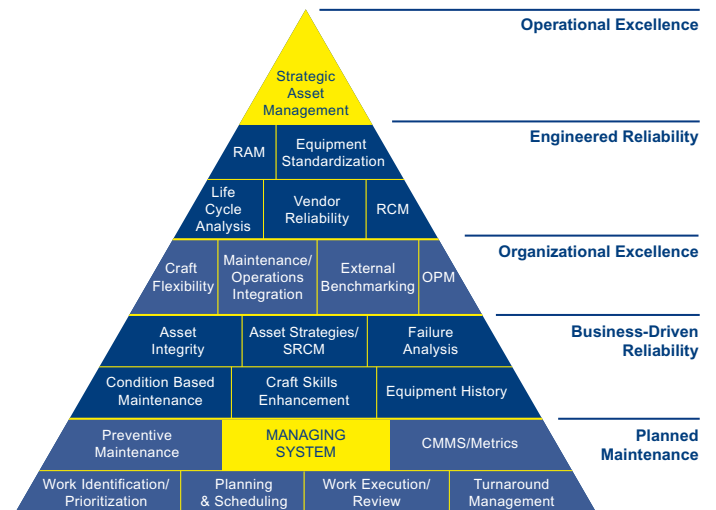 Operational Excellence
Strategic
Asset
Management
Engineered Reliability
RAM
Equipment
Standardization
Life
Cycle
Analysis
Vendor
Reliability
RCM
Organizational Excellence
Craft
Flexibility
Maintenance/
Operations
Integration
External
Benchmarking
OPM
Business-Driven
Reliability
Asset
Integrity
Asset Strategies/
SRCM
Failure
Analysis
Condition Based
Maintenance
Craft Skills
Enhancement
Equipment History
Planned
Maintenance
Preventive
Maintenance
MANAGING
SYSTEM
CMMS/Metrics
Work Identification/
Prioritization
Planning
& Scheduling
Work Execution/
Review
Turnaround
Management